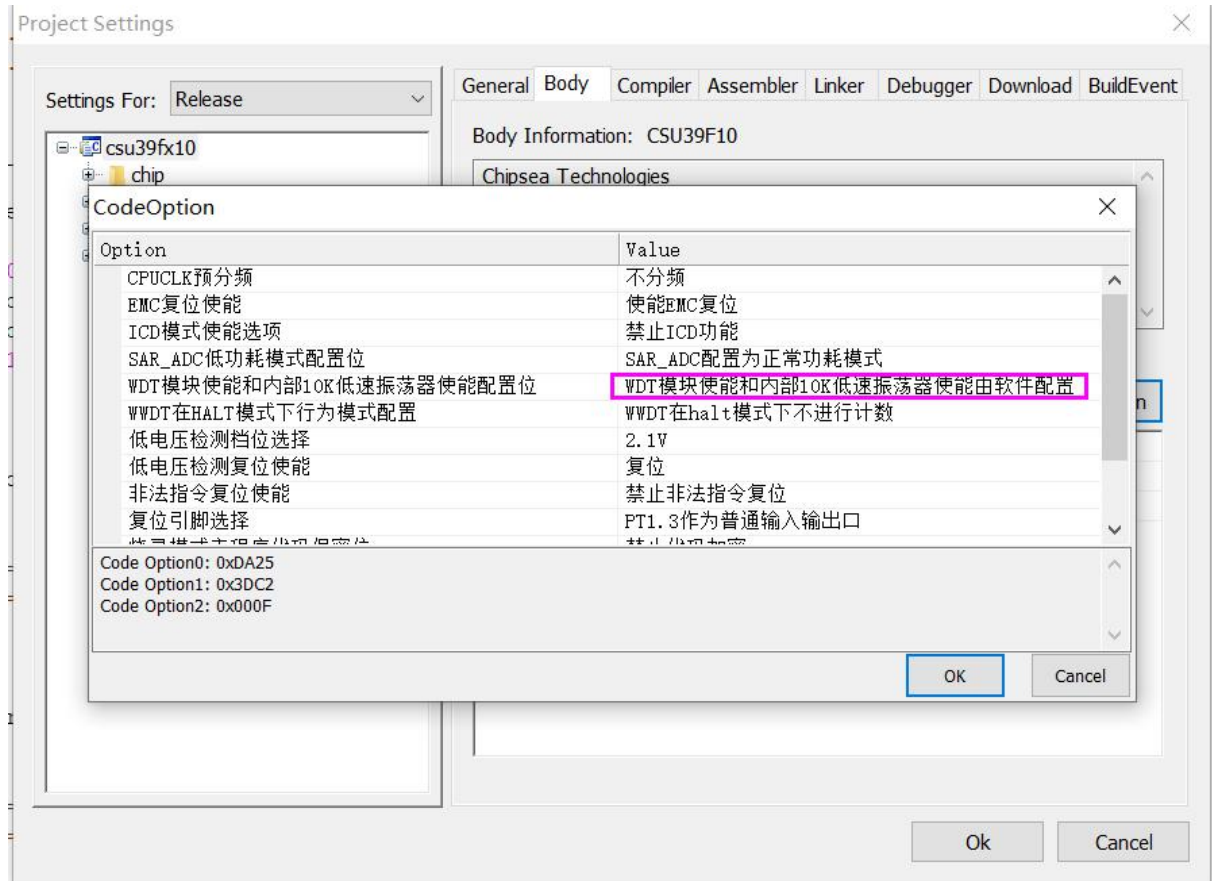 Project Settings
Settings For: Release
General Body Compiler Assembler Linker Debugger Download BuildEvent
csu39fx10
chip
Body Information: CSU39F10
Chipsea Technologies
CodeOption
Option Value
CPUCLK预分频 不分频
EMC复位使能 使能EMC复位
ICD模式使能选项 禁止ICD功能
SAR_ADC低功耗模式配置位 SAR_ADC配置为正常功耗模式
WDT模块使能和内部10K低速振荡器使能配置位 WDT模块使能和内部10K低速振荡器使能由软件配置
WWDT在HALT模式下行为模式配置 WWDT在halt模式下不进行计数
低电压检测档位选择 2.1V
低电压检测复位使能 复位
非法指令复位使能 禁止非法指令复位
复位引脚选择 PT1.3作为普通输入输出口
Code Option0: 0xDA25
Code Option1: 0x3DC2
Code Option2: 0x000F
OK Cancel
Ok Cancel